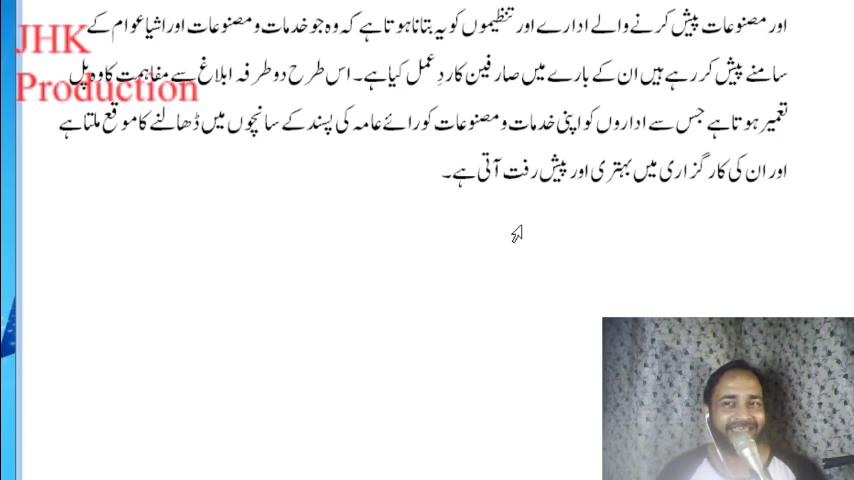 JHK
Production
اور مصنوعات پیش کرنے والے ادارے اور تنظیموں کو یہ بتانا ہوتا ہے کہ وہ جو خدمات و مصنوعات اور اشیا عوام کے
سامنے پیش کر رہے ہیں ان کے بارے میں صارفین کا ردِ عمل کیا ہے۔ اس طرح دو طرفہ ابلاغ سے مفاہمت کا وہ پل
تعمیر ہوتا ہے جس سے اداروں کو اپنی خدمات و مصنوعات کو رائے عامہ کی پسند کے سانچوں میں ڈھالنے کا موقع ملتا ہے
اور ان کی کارگزاری میں بہتری اور پیش رفت آتی ہے۔